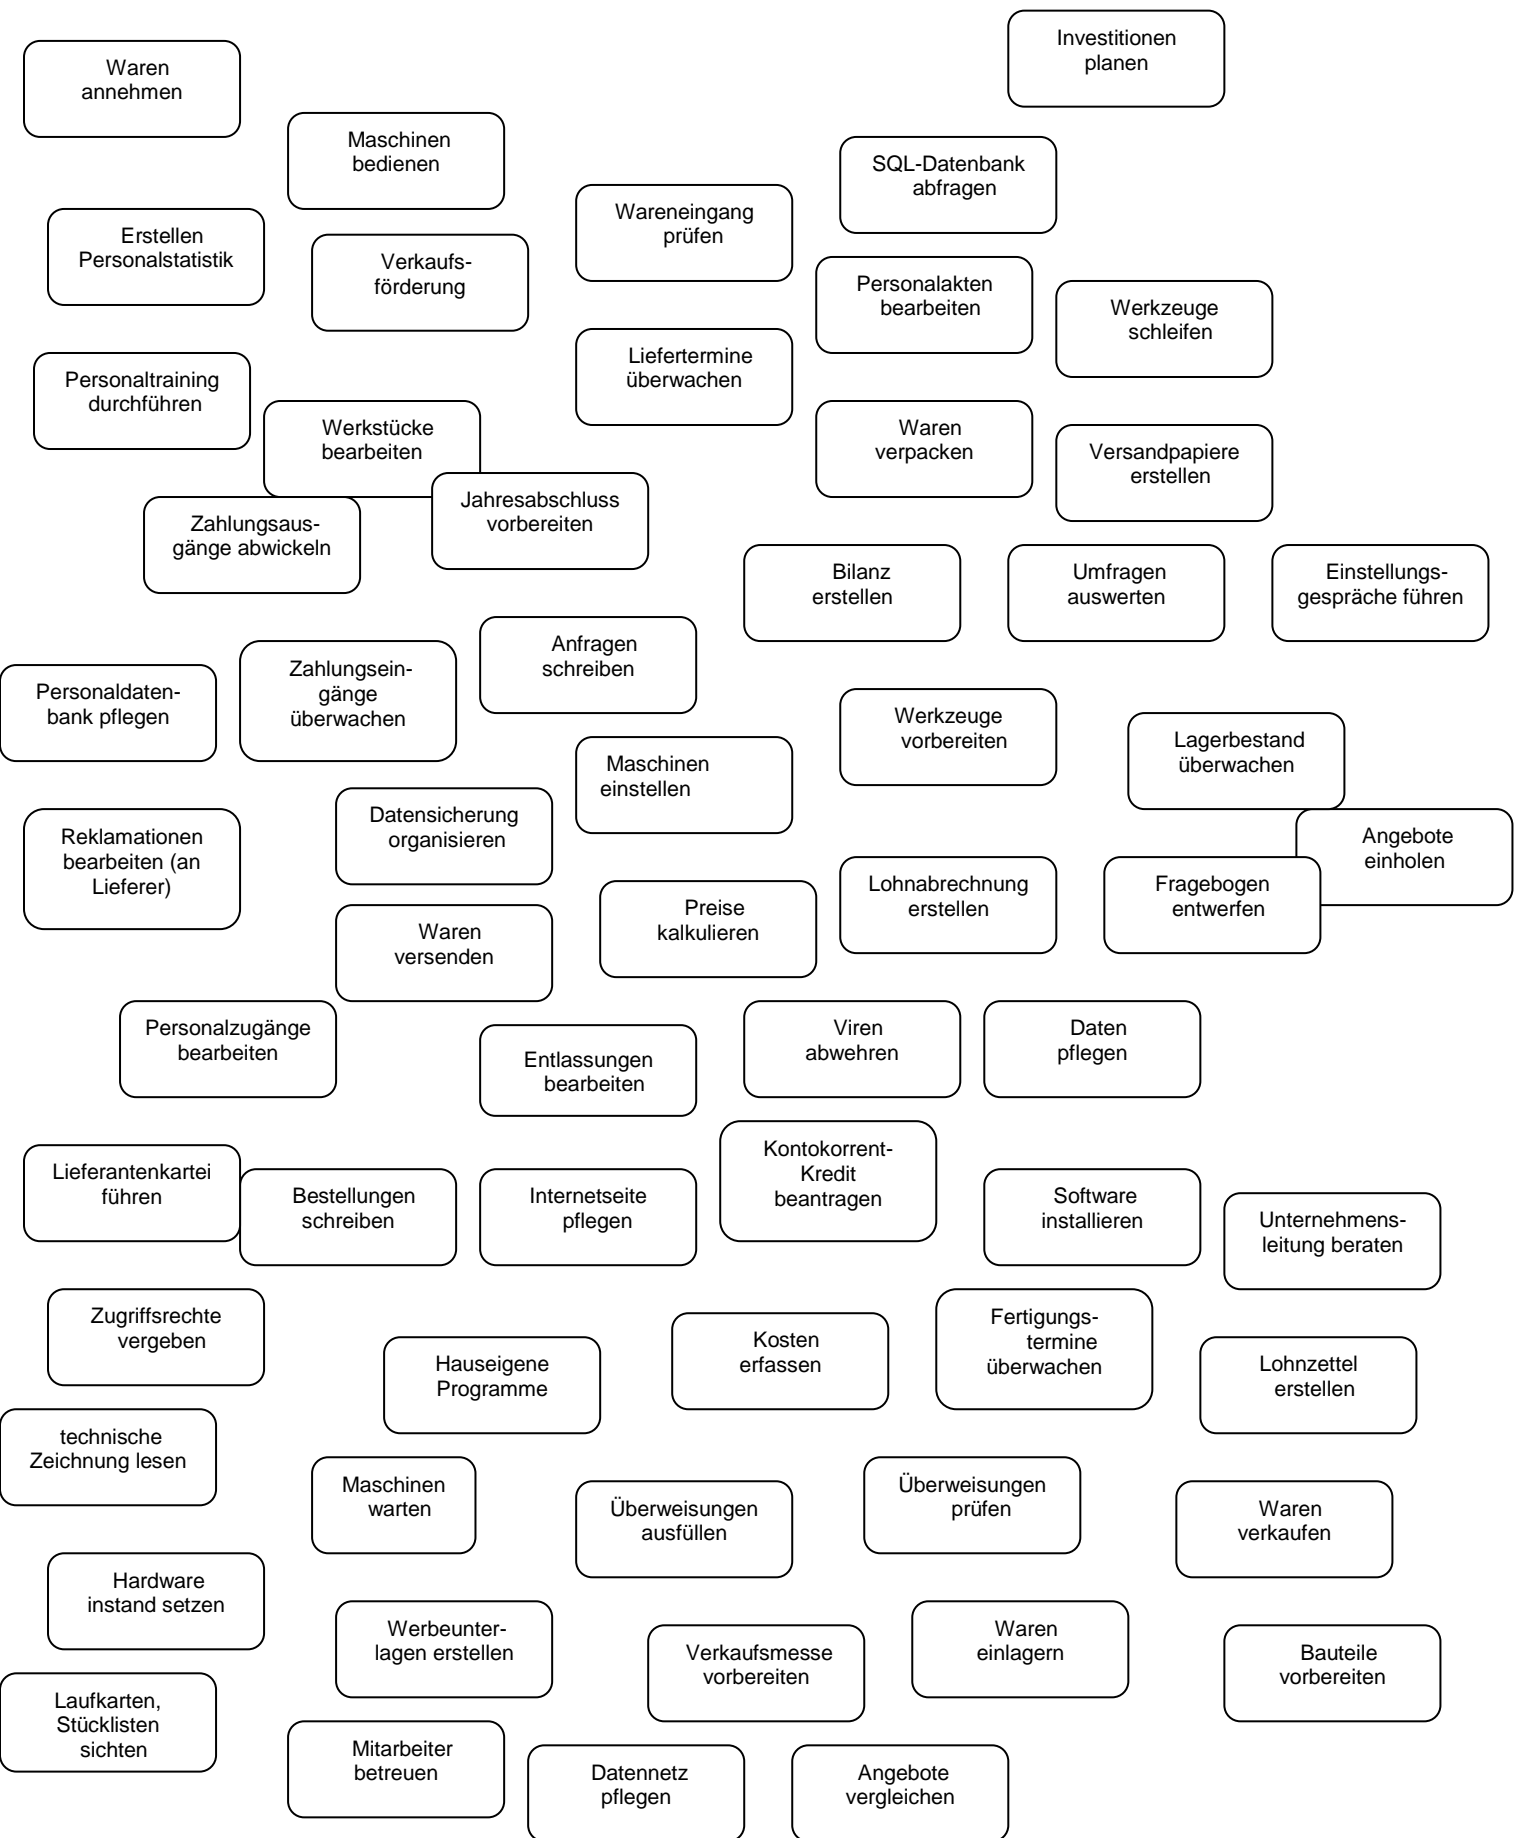 Investitionen
planen
Waren
annehmen
Maschinen
bedienen
SQL-Datenbank
abfragen
Wareneingang
prüfen
Erstellen
Personalstatistik
Verkaufs-
förderung
Personalakten
bearbeiten
Werkzeuge
schleifen
Liefertermine
überwachen
Personaltraining
durchführen
Werkstücke
bearbeiten
Waren
verpacken
Versandpapiere
erstellen
Jahresabschluss
vorbereiten
Zahlungsaus-
gänge abwickeln
Bilanz
erstellen
Umfragen
auswerten
Einstellungs-
gespräche führen
Anfragen
schreiben
Zahlungsein-
gänge
überwachen
Personaldaten-
bank pflegen
Werkzeuge
vorbereiten
Lagerbestand
überwachen
Maschinen
einstellen
Datensicherung
organisieren
Reklamationen
bearbeiten (an
Lieferer)
Angebote
einholen
Lohnabrechnung
erstellen
Fragebogen
entwerfen
Preise
kalkulieren
Waren
versenden
Personalzugänge
bearbeiten
Viren
abwehren
Daten
pflegen
Entlassungen
bearbeiten
Kontokorrent-
Kredit
beantragen
Lieferantenkartei
führen
Bestellungen
schreiben
Internetseite
pflegen
Software
installieren
Unternehmens-
leitung beraten
Zugriffsrechte
vergeben
Fertigungs-
termine
überwachen
Kosten
erfassen
Hauseigene
Programme
Lohnzettel
erstellen
technische
Zeichnung lesen
Maschinen
warten
Überweisungen
prüfen
Überweisungen
ausfüllen
Waren
verkaufen
Hardware
instand setzen
Werbeunter-
lagen erstellen
Waren
einlagern
Verkaufsmesse
vorbereiten
Bauteile
vorbereiten
Laufkarten,
Stücklisten
sichten
Mitarbeiter
betreuen
Datennetz
pflegen
Angebote
vergleichen